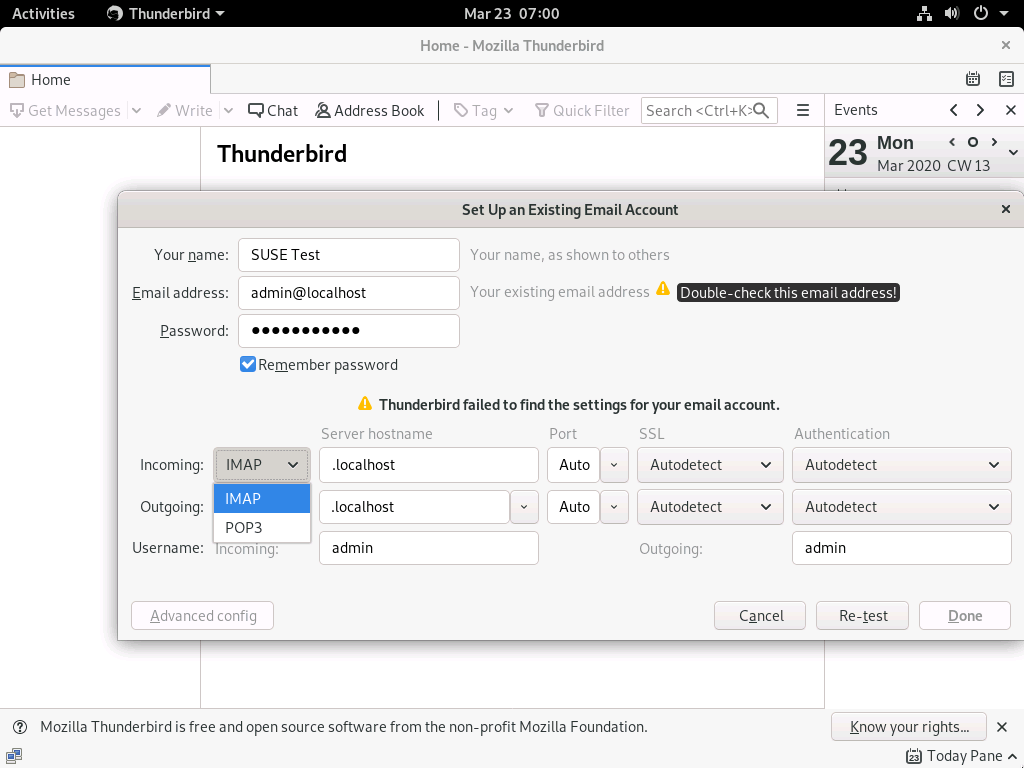 Activities Thunderbird Mar 23 07:00
Home - Mozilla Thunderbird
Home
Get Messages Write Chat Address Book Tag Quick Filter Search <Ctrl+K> Events
Thunderbird
23 Mon
Mar 2020 CW 13
Set Up an Existing Email Account
Your name: SUSE Test Your name, as shown to others
Email address: admin@localhost Your existing email address Double-check this email address!
Password: ●●●●●●●●●●●
Remember password
Thunderbird failed to find the settings for your email account.
Server hostname Port SSL Authentication
Incoming: IMAP .localhost Auto Autodetect Autodetect
IMAP
Outgoing: .localhost Auto Autodetect Autodetect
POP3
Username: Incoming: admin Outgoing: admin
Advanced config Cancel Re-test Done
Mozilla Thunderbird is free and open source software from the non-profit Mozilla Foundation. Know your rights...
23 Today Pane